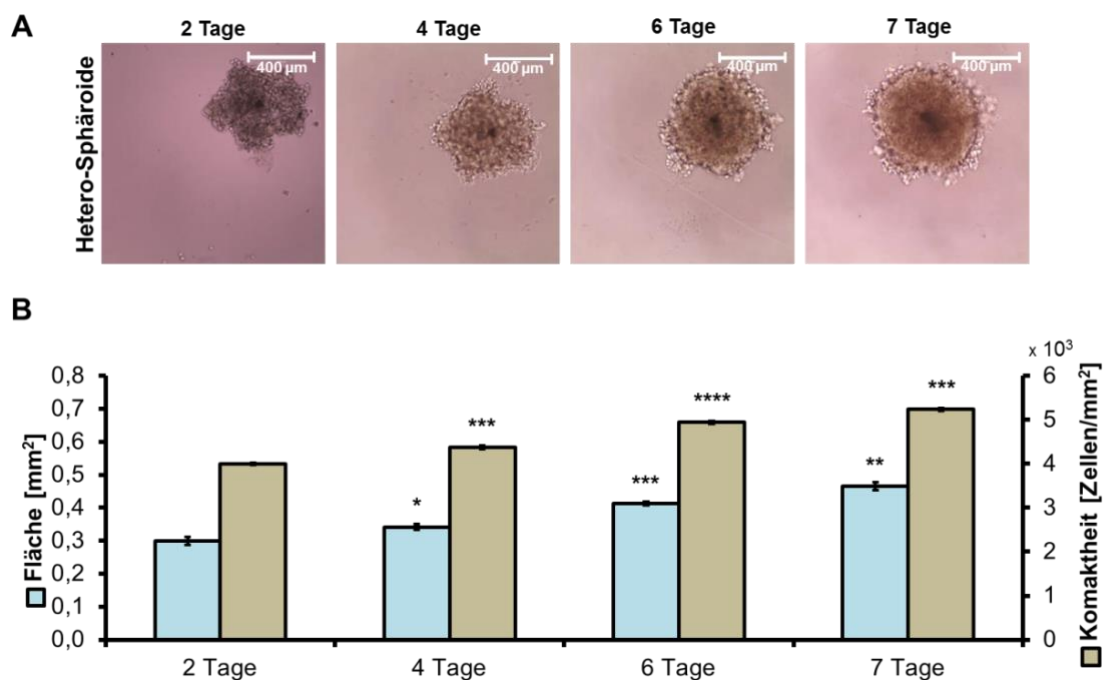 A
2 Tage
4 Tage
6 Tage
7 Tage
Hetero-Sphäroide
400 µm
400 µm
400 µm
400 µm
B
x 10³
Fläche [mm²]
0,8
0,7
0,6
0,5
0,4
0,3
0,2
0,1
0,0
*
***
***
****
**
***
6
5
4
3
2
1
0
Komaktheit [Zellen/mm²]
2 Tage
4 Tage
6 Tage
7 Tage